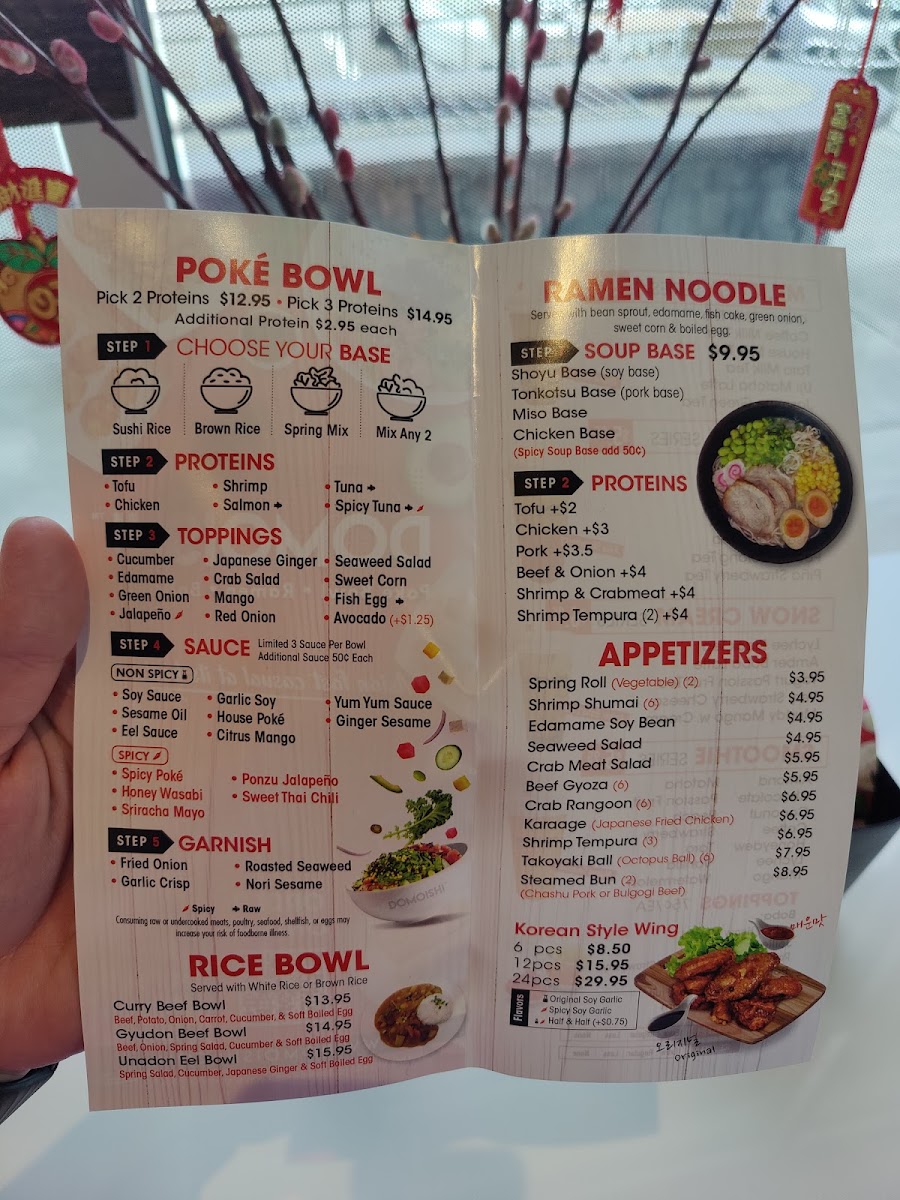 POKÉ BOWL
Pick 2 Proteins $12.95 • Pick 3 Proteins $14.95
Additional Protein $2.95 each
STEP 1 CHOOSE YOUR BASE
Sushi Rice Brown Rice Spring Mix Mix Any 2
STEP 2 PROTEINS
• Tofu • Shrimp • Tuna
• Chicken • Salmon • Spicy Tuna
STEP 3 TOPPINGS
• Cucumber • Japanese Ginger • Seaweed Salad
• Edamame • Crab Salad • Sweet Corn
• Green Onion • Mango • Fish Egg
• Jalapeño • Red Onion • Avocado (+$1.25)
STEP 4 SAUCE Limited 3 Sauce Per Bowl
Additional Sauce 50¢ Each
NON SPICY
• Soy Sauce • Garlic Soy • Yum Yum Sauce
• Sesame Oil • House Poké • Ginger Sesame
• Eel Sauce • Citrus Mango
SPICY
• Spicy Poké • Ponzu Jalapeño
• Honey Wasabi • Sweet Thai Chili
• Sriracha Mayo
STEP 5 GARNISH
• Fried Onion • Roasted Seaweed
• Garlic Crisp • Nori Sesame
Spicy Raw
Consuming raw or undercooked meats, poultry, seafood, shellfish, or eggs may
increase your risk of foodborne illness.
DOMOISHI
RICE BOWL
Served with White Rice or Brown Rice
Curry Beef Bowl $13.95
Beef, Potato, Onion, Carrot, Cucumber, & Soft Boiled Egg
Gyudon Beef Bowl $14.95
Beef, Onion, Spring Salad, Cucumber & Soft Boiled Egg
Unadon Eel Bowl $15.95
Spring Salad, Cucumber, Japanese Ginger & Soft Boiled Egg
RAMEN NOODLE
Served with bean sprout, edamame, fish cake, green onion,
sweet corn & boiled egg.
STEP SOUP BASE $9.95
Shoyu Base (soy base)
Tonkotsu Base (pork base)
Miso Base
Chicken Base
(Spicy Soup Base add 50¢)
STEP 2 PROTEINS
Tofu +$2
Chicken +$3
Pork +$3.5
Beef & Onion +$4
Shrimp & Crabmeat +$4
Shrimp Tempura (2) +$4
APPETIZERS
Spring Roll (Vegetable) (2) $3.95
Shrimp Shumai (6) $4.95
Edamame Soy Bean $4.95
Seaweed Salad $4.95
Crab Meat Salad $5.95
Beef Gyoza (6) $5.95
Crab Rangoon (6) $6.95
Karaage (Japanese Fried Chicken) $6.95
Shrimp Tempura (3) $6.95
Takoyaki Ball (Octopus Ball) (6) $7.95
Steamed Bun (2) $8.95
(Chashu Pork or Bulgogi Beef)
Korean Style Wing
매운맛
6 pcs $8.50
12pcs $15.95
24pcs $29.95
Flavors
Original Soy Garlic
Spicy Soy Garlic
Half & Half (+$0.75)
오리지널
Original